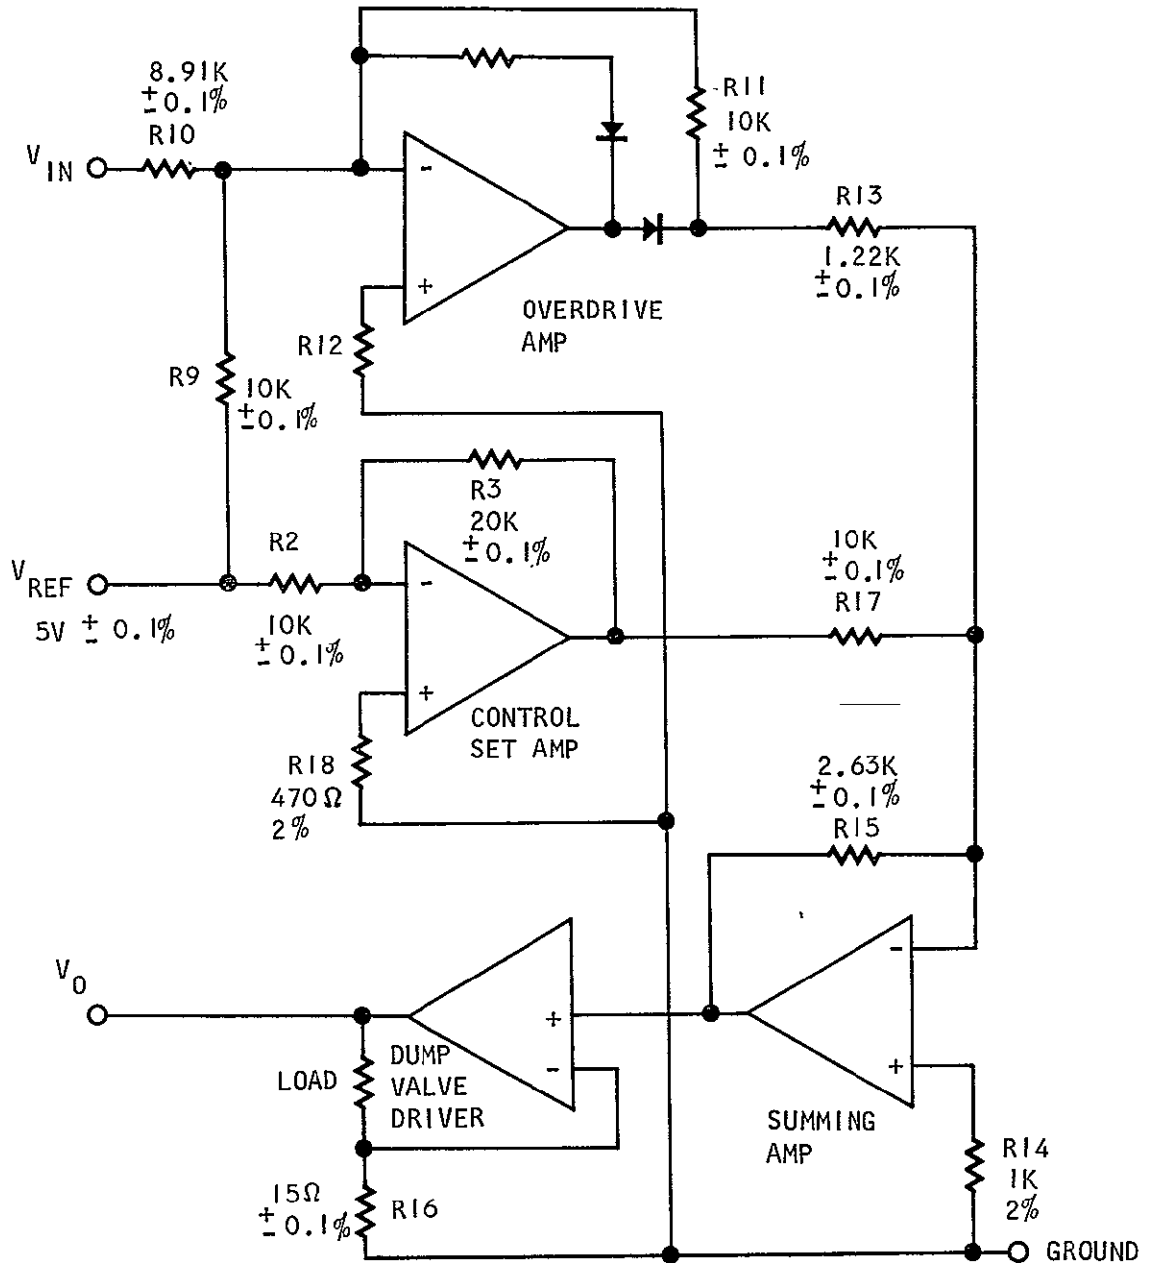 8.91K
± 0.1%
R10
V IN
R11
10K
± 0.1%
R13
1.22K
± 0.1%
-
+
OVERDRIVE
AMP
R12
R9
10K
± 0.1%
R3
20K
± 0.1%
R2
10K
± 0.1%
V REF
5V ± 0.1%
-
+
CONTROL
SET AMP
10K
± 0.1%
R17
R18
470Ω
2%
2.63K
± 0.1%
R15
V O
LOAD
DUMP
VALVE
DRIVER
+
-
-
+
SUMMING
AMP
R14
1K
2%
15Ω
± 0.1%
R16
GROUND